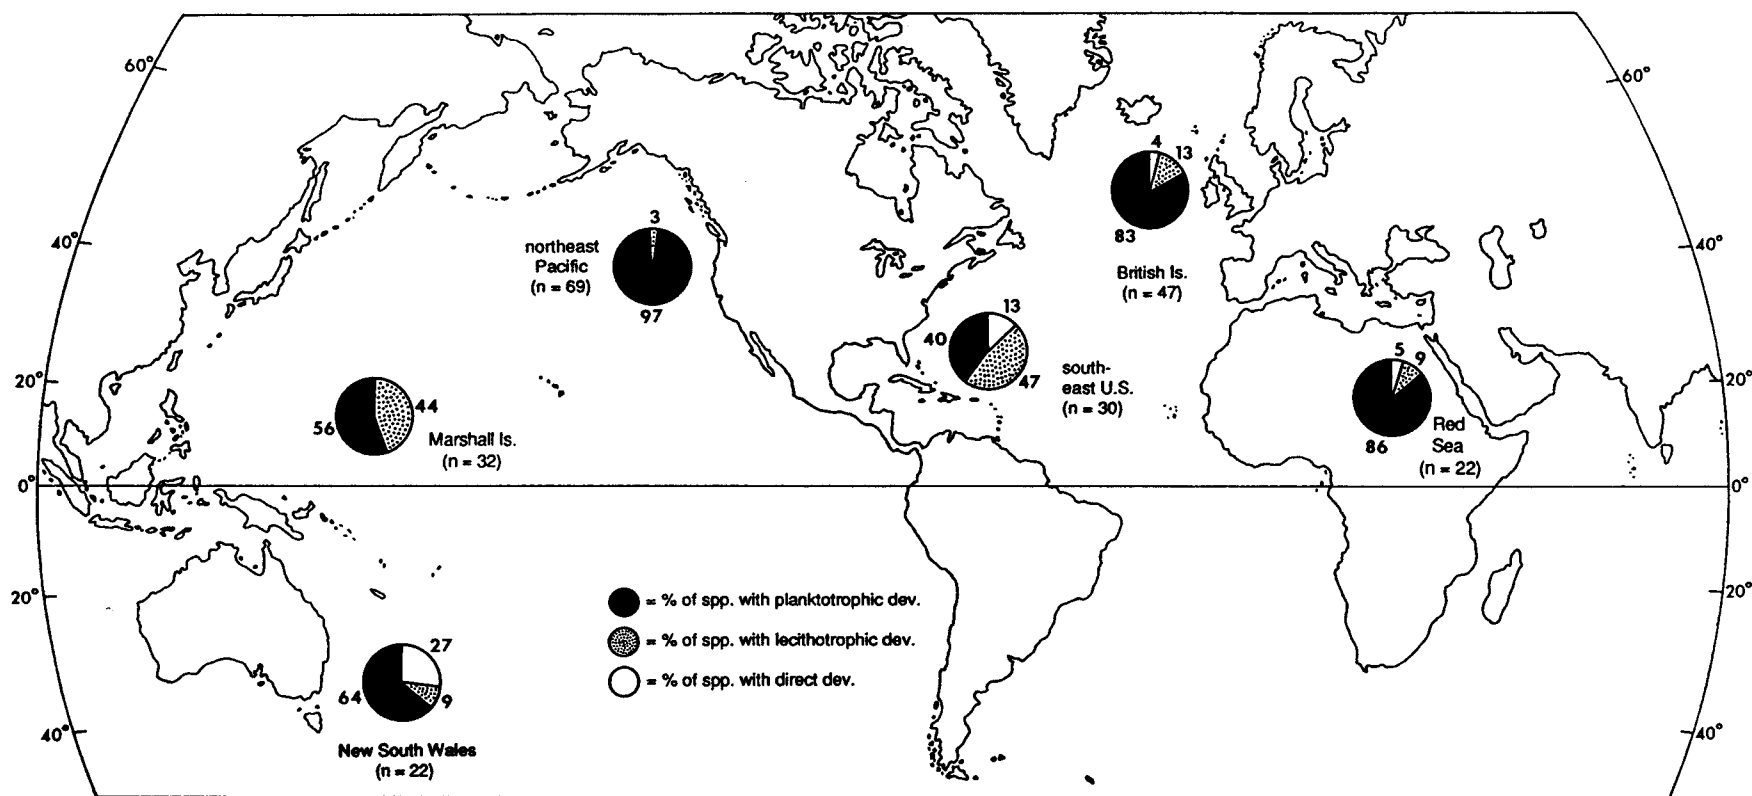 60°
60°
4
13
83
British Is.
(n = 47)
3
northeast
Pacific
(n = 69)
97
40°
40°
13
40
47
south-
east U.S.
(n = 30)
5
9
86
Red
Sea
(n = 22)
20°
20°
44
56
Marshall Is.
(n = 32)
0°
0°
20°
20°
= % of spp. with planktotrophic dev.
= % of spp. with lecithotrophic dev.
= % of spp. with direct dev.
27
64
9
New South Wales
(n = 22)
40°
40°